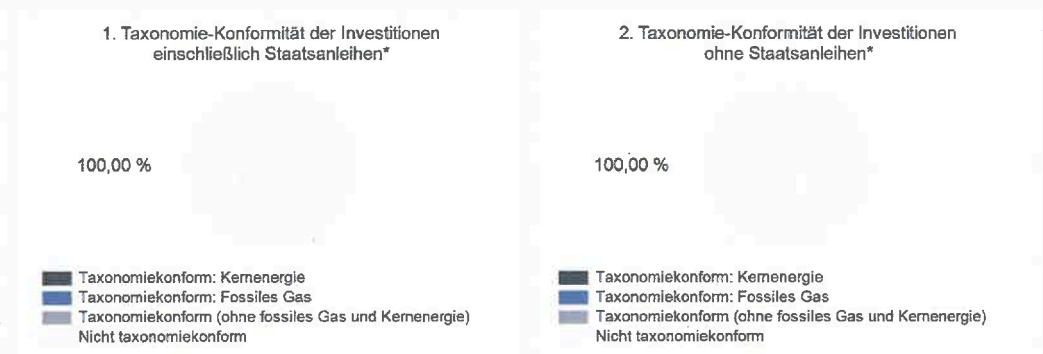 1. Taxonomie-Konformität der Investitionen
einschließlich Staatsanleihen*
100,00 %
Taxonomiekonform: Kernenergie
Taxonomiekonform: Fossiles Gas
Taxonomiekonform (ohne fossiles Gas und Kernenergie)
Nicht taxonomiekonform
2. Taxonomie-Konformität der Investitionen
ohne Staatsanleihen*
100,00 %
Taxonomiekonform: Kernenergie
Taxonomiekonform: Fossiles Gas
Taxonomiekonform (ohne fossiles Gas und Kernenergie)
Nicht taxonomiekonform